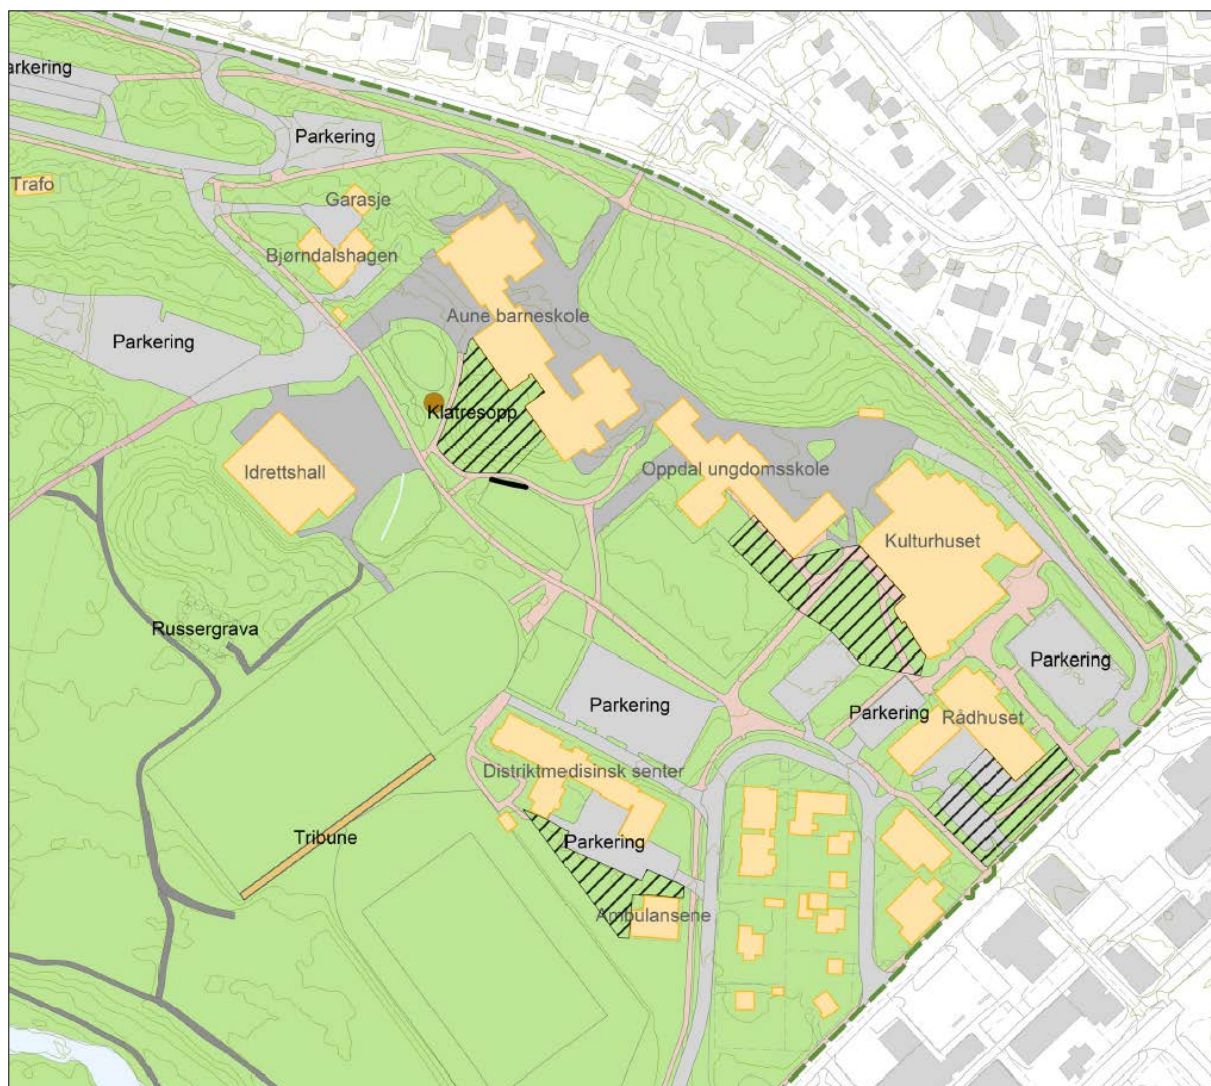 arkering
Parkering
Trafo
Garasje
Bjørndalshagen
Aune barneskole
Parkering
Klatresopp
Idrettshall
Oppdal ungdomsskole
Kulturhuset
Russergrava
Parkering
Parkering
Parkering
Rådhuset
Distriktmedisinsk senter
Tribune
Parkering
Ambulansene